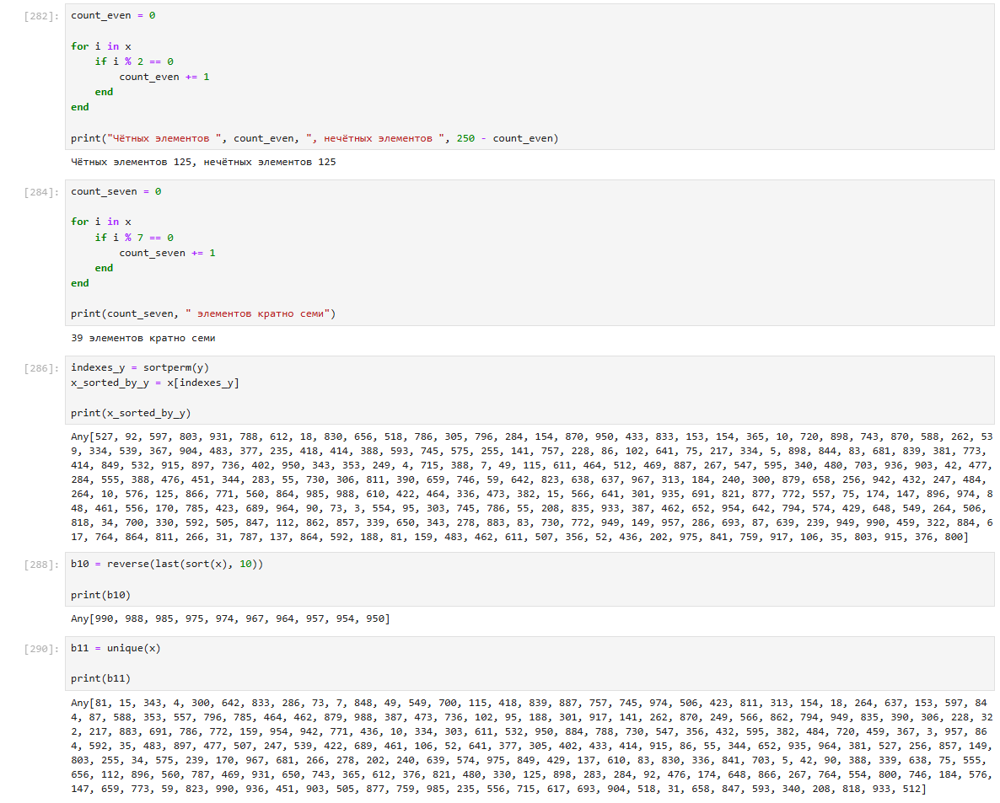 [282]:
count_even = 0
for i in x
if i % 2 == 0
count_even += 1
end
end
print("Чётных элементов ", count_even, ", нечётных элементов ", 250 - count_even)
Чётных элементов 125, нечётных элементов 125
[284]:
count_seven = 0
for i in x
if i % 7 == 0
count_seven += 1
end
end
print(count_seven, " элементов кратно семи")
39 элементов кратно семи
[286]:
indexes_y = sortperm(y)
x_sorted_by_y = x[indexes_y]
print(x_sorted_by_y)
Any[527, 92, 597, 803, 931, 788, 612, 18, 830, 656, 518, 786, 305, 796, 284, 154, 870, 950, 433, 833, 153, 154, 365, 10, 720, 898, 743, 870, 588, 262, 53
9, 334, 539, 367, 904, 483, 377, 235, 418, 414, 388, 593, 745, 575, 255, 141, 757, 228, 86, 102, 641, 75, 217, 334, 5, 898, 844, 83, 681, 839, 381, 773,
414, 849, 532, 915, 897, 736, 402, 950, 343, 353, 249, 4, 715, 388, 7, 49, 115, 611, 464, 512, 469, 887, 267, 547, 595, 340, 480, 703, 936, 903, 42, 477,
284, 555, 388, 476, 451, 344, 283, 55, 730, 306, 811, 390, 659, 746, 59, 642, 823, 638, 637, 967, 313, 184, 240, 300, 879, 658, 256, 942, 432, 247, 484,
264, 10, 576, 125, 866, 771, 560, 864, 985, 988, 610, 422, 464, 336, 473, 382, 15, 566, 641, 301, 935, 691, 821, 877, 772, 557, 75, 174, 147, 896, 974, 8
48, 461, 556, 170, 785, 423, 689, 964, 90, 73, 3, 554, 95, 303, 745, 786, 55, 208, 835, 933, 387, 462, 652, 954, 642, 794, 574, 429, 648, 549, 264, 506,
818, 34, 700, 330, 592, 505, 847, 112, 862, 857, 339, 650, 343, 278, 883, 83, 730, 772, 949, 149, 957, 286, 693, 87, 639, 239, 949, 990, 459, 322, 884, 6
17, 764, 864, 811, 266, 31, 787, 137, 864, 592, 188, 81, 159, 483, 462, 611, 507, 356, 52, 436, 202, 975, 841, 759, 917, 106, 35, 803, 915, 376, 800]
[288]:
b10 = reverse(last(sort(x), 10))
print(b10)
Any[990, 988, 985, 975, 974, 967, 964, 957, 954, 950]
[290]:
b11 = unique(x)
print(b11)
Any[81, 15, 343, 4, 300, 642, 833, 286, 73, 7, 848, 49, 549, 700, 115, 418, 839, 887, 757, 745, 974, 506, 423, 811, 313, 154, 18, 264, 637, 153, 597, 84
4, 87, 588, 353, 557, 796, 785, 464, 462, 879, 988, 387, 473, 736, 102, 95, 188, 301, 917, 141, 262, 870, 249, 566, 862, 794, 949, 835, 390, 306, 228, 32
2, 217, 883, 691, 786, 772, 159, 954, 942, 771, 436, 10, 334, 303, 611, 532, 950, 884, 788, 730, 547, 356, 432, 595, 382, 484, 720, 459, 367, 3, 957, 86
4, 592, 35, 483, 897, 477, 507, 247, 539, 422, 689, 461, 106, 52, 641, 377, 305, 402, 433, 414, 915, 86, 55, 344, 652, 935, 964, 381, 527, 256, 857, 149,
803, 255, 34, 575, 239, 170, 967, 681, 266, 278, 202, 240, 639, 574, 975, 849, 429, 137, 610, 83, 830, 336, 841, 703, 5, 42, 90, 388, 339, 638, 75, 555,
656, 112, 896, 560, 787, 469, 931, 650, 743, 365, 612, 376, 821, 480, 330, 125, 898, 283, 284, 92, 476, 174, 648, 866, 267, 764, 554, 800, 746, 184, 576,
147, 659, 773, 59, 823, 990, 936, 451, 903, 505, 877, 759, 985, 235, 556, 715, 617, 693, 904, 518, 31, 658, 847, 593, 340, 208, 818, 933, 512]